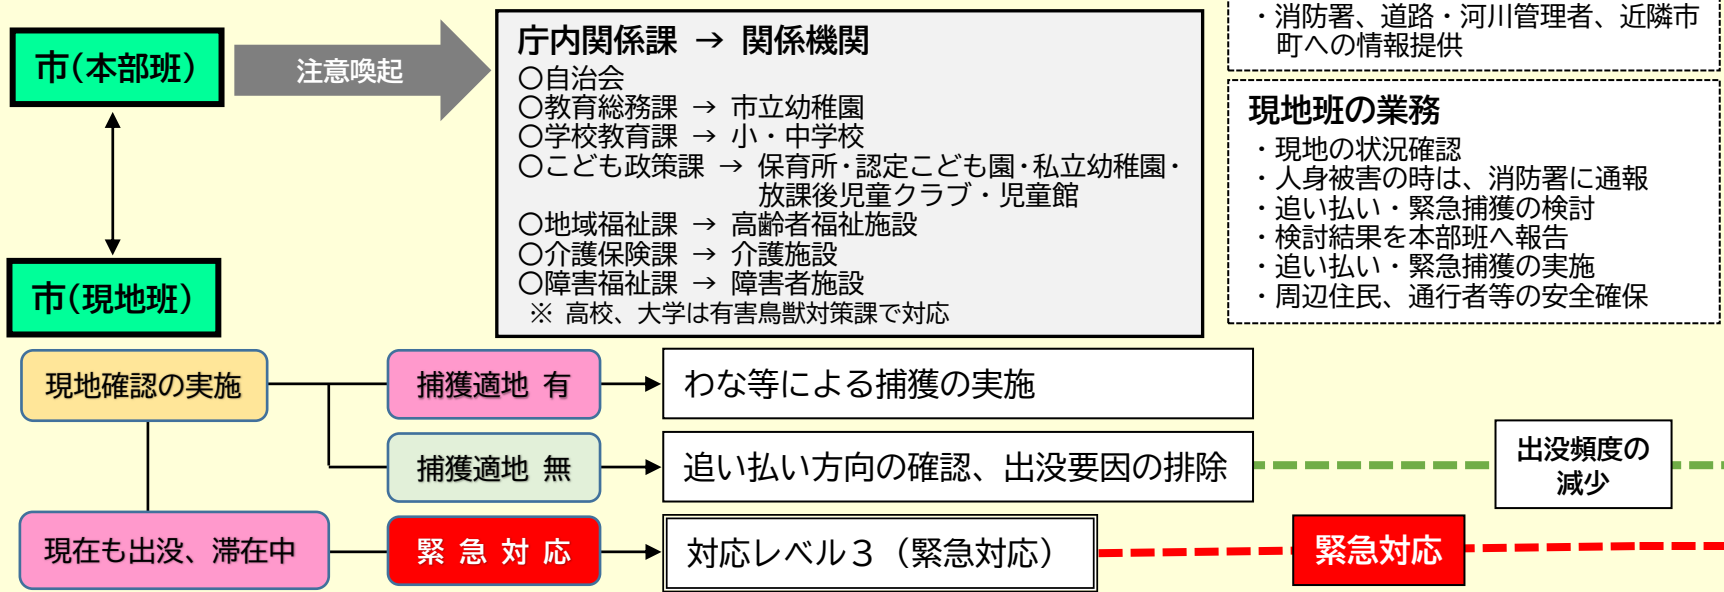 市(本部班)
注意喚起
庁内関係課 → 関係機関
○自治会
○教育総務課 → 市立幼稚園
○学校教育課 → 小・中学校
○こども政策課 → 保育所・認定こども園・私立幼稚園・
放課後児童クラブ・児童館
○地域福祉課 → 高齢者福祉施設
○介護保険課 → 介護施設
○障害福祉課 → 障害者施設
※ 高校、大学は有害鳥獣対策課で対応
・消防署、道路・河川管理者、近隣市
町への情報提供
現地班の業務
・現地の状況確認
・人身被害の時は、消防署に通報
・追い払い・緊急捕獲の検討
・検討結果を本部班へ報告
・追い払い・緊急捕獲の実施
・周辺住民、通行者等の安全確保
市(現地班)
現地確認の実施
捕獲適地 有
わな等による捕獲の実施
捕獲適地 無
追い払い方向の確認、出没要因の排除
出没頻度の
減少
現在も出没、滞在中
緊 急 対 応
対応レベル３（緊急対応）
緊急対応